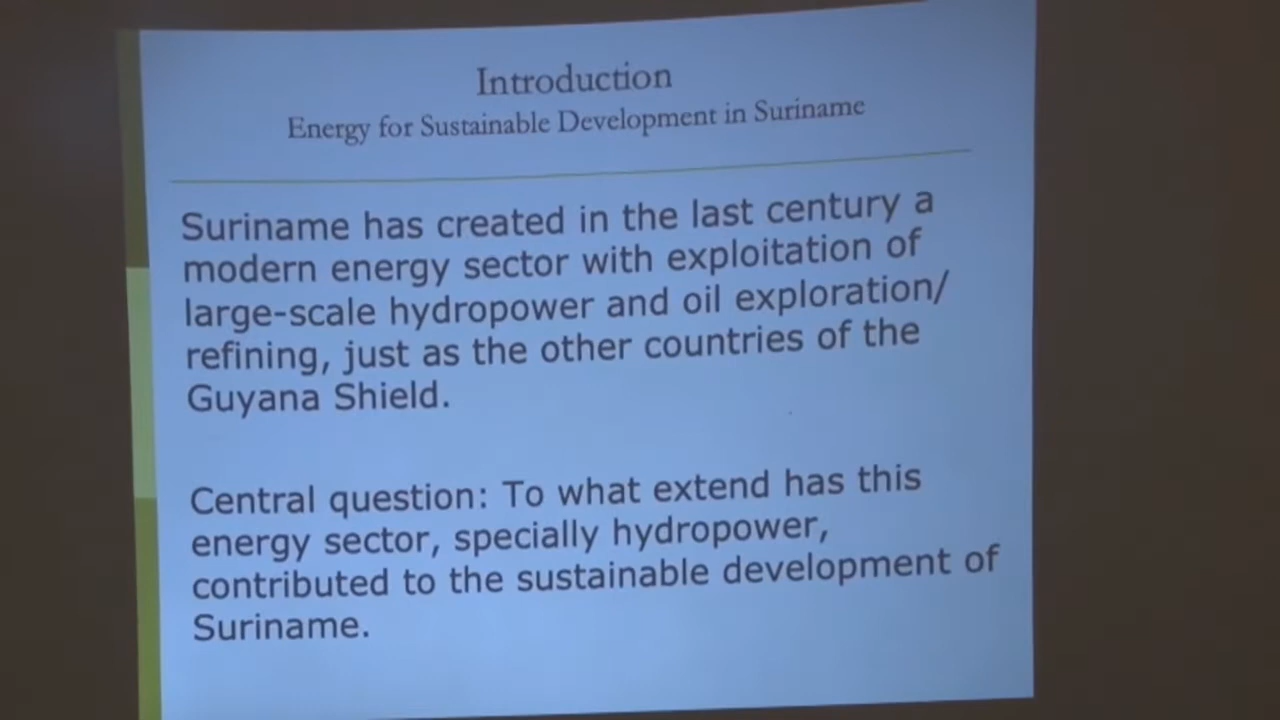 Introduction
Energy for Sustainable Development in Suriname
Suriname has created in the last century a
modern energy sector with exploitation of
large-scale hydropower and oil exploration/
refining, just as the other countries of the
Guyana Shield.
Central question: To what extend has this
energy sector, specially hydropower,
contributed to the sustainable development of
Suriname.